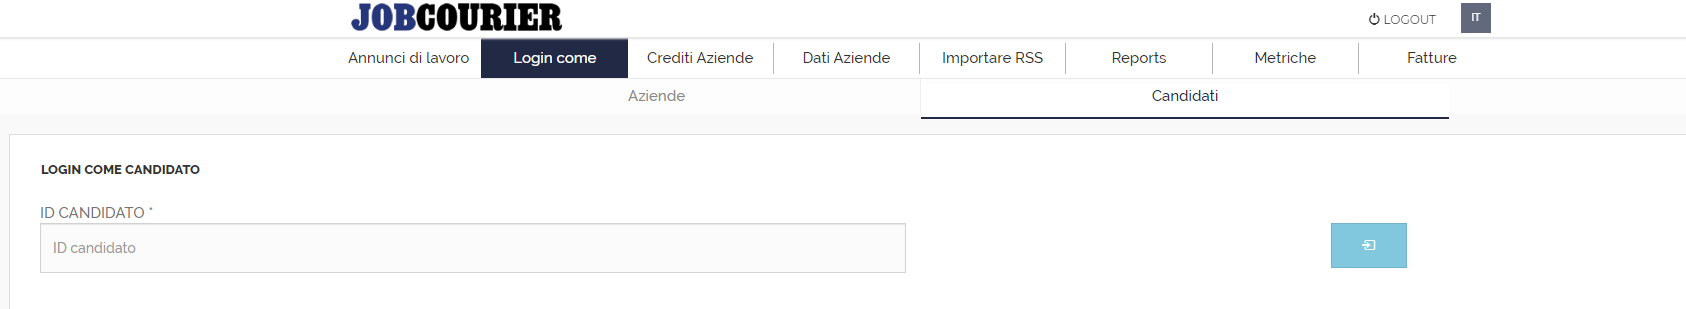 JOBCOURIER
LOGOUT IT
Annunci di lavoro Login come Crediti Aziende Dati Aziende Importare RSS Reports Metriche Fatture
Aziende Candidati
LOGIN COME CANDIDATO
ID CANDIDATO *
ID candidato